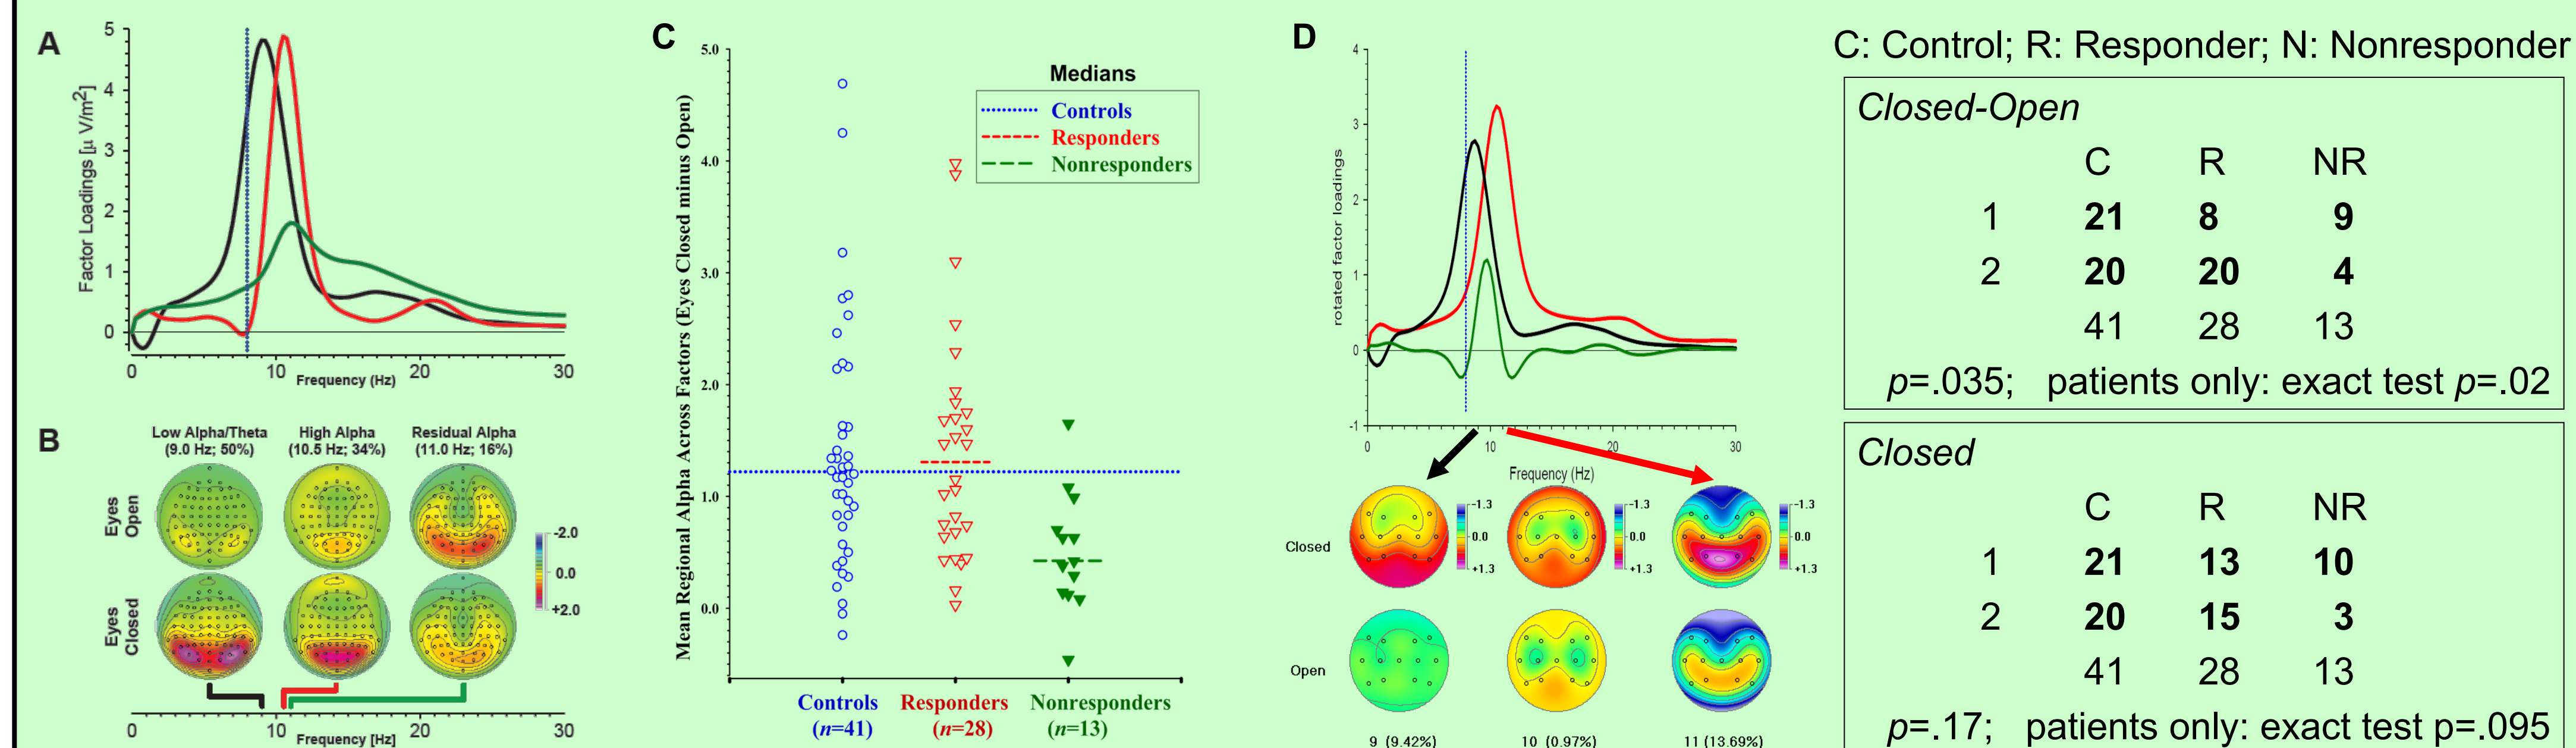 A
5
4
3
2
1
0
Factor Loadings [μ V/m²]
0 10 20 30
Frequency (Hz)
B
Low Alpha/Theta
(9.0 Hz; 50%)
High Alpha
(10.5 Hz; 34%)
Residual Alpha
(11.0 Hz; 16%)
Eyes
Open
Eyes
Closed
-2.0
0.0
+2.0
0 10 20 30
Frequency [Hz]
C
5.0
4.0
3.0
2.0
1.0
0.0
Mean Regional Alpha Across Factors (Eyes Closed minus Open)
Medians
Controls
Responders
Nonresponders
Controls
(n=41)
Responders
(n=28)
Nonresponders
(n=13)
D
4
3
2
1
0
-1
rotated factor loadings
0 10 20 30
Frequency (Hz)
Closed
-1.3
0.0
+1.3
-1.3
0.0
+1.3
-1.3
0.0
+1.3
Open
9 (9.42%)
10 (0.97%)
11 (13.69%)
C: Control; R: Responder; N: Nonresponder
Closed-Open
C R NR
1 21 8 9
2 20 20 4
41 28 13
p=.035; patients only: exact test p=.02
Closed
C R NR
1 21 13 10
2 20 15 3
41 28 13
p=.17; patients only: exact test p=.095